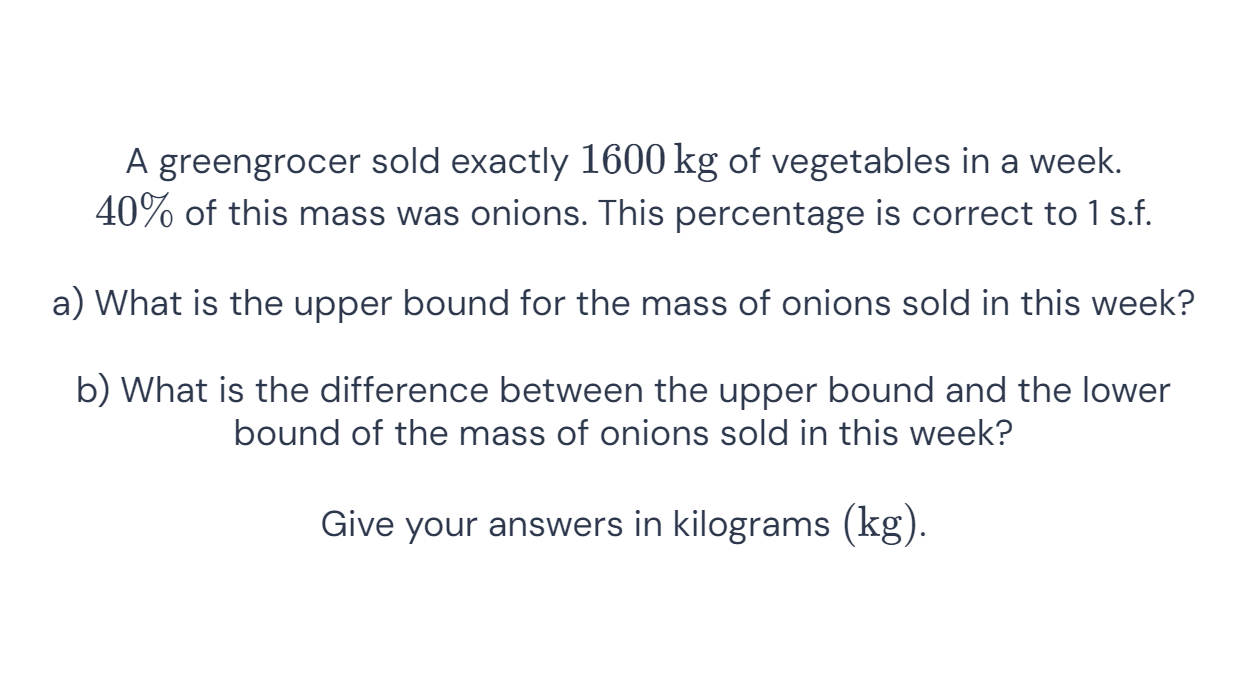 A greengrocer sold exactly 1600 kg of vegetables in a week.
40% of this mass was onions. This percentage is correct to 1 s.f.
a) What is the upper bound for the mass of onions sold in this week?
b) What is the difference between the upper bound and the lower
bound of the mass of onions sold in this week?
Give your answers in kilograms (kg).